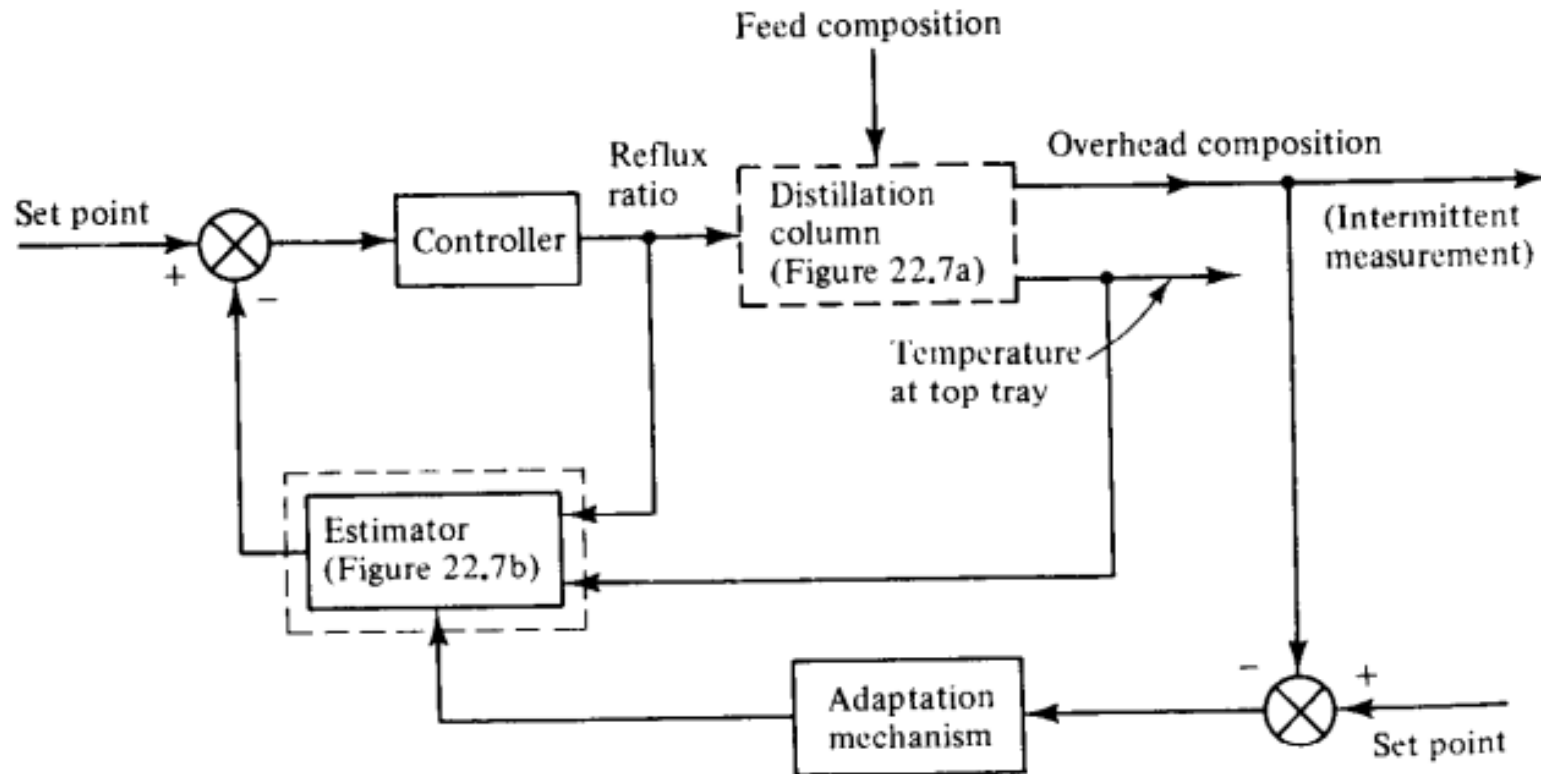 Feed composition
Overhead composition
Reflux
ratio
Set point
Controller
Distillation
column
(Figure 22.7a)
(Intermittent
measurement)
+
−
Temperature
at top tray
Estimator
(Figure 22.7b)
−
+
Adaptation
mechanism
Set point